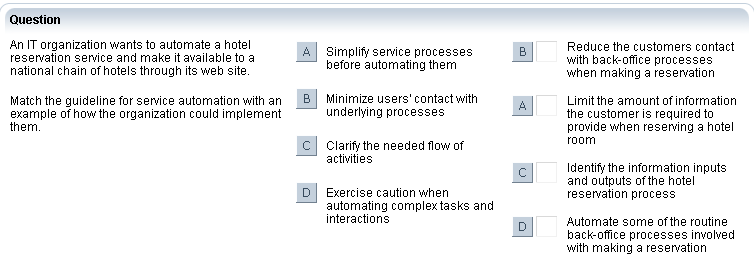 Question
An IT organization wants to automate a hotel
reservation service and make it available to a
national chain of hotels through its web site.
Match the guideline for service automation with an
example of how the organization could implement
them.
A Simplify service processes
before automating them
B Minimize users' contact with
underlying processes
C Clarify the needed flow of
activities
D Exercise caution when
automating complex tasks and
interactions
B Reduce the customers contact
with back-office processes
when making a reservation
A Limit the amount of information
the customer is required to
provide when reserving a hotel
room
C Identify the information inputs
and outputs of the hotel
reservation process
D Automate some of the routine
back-office processes involved
with making a reservation